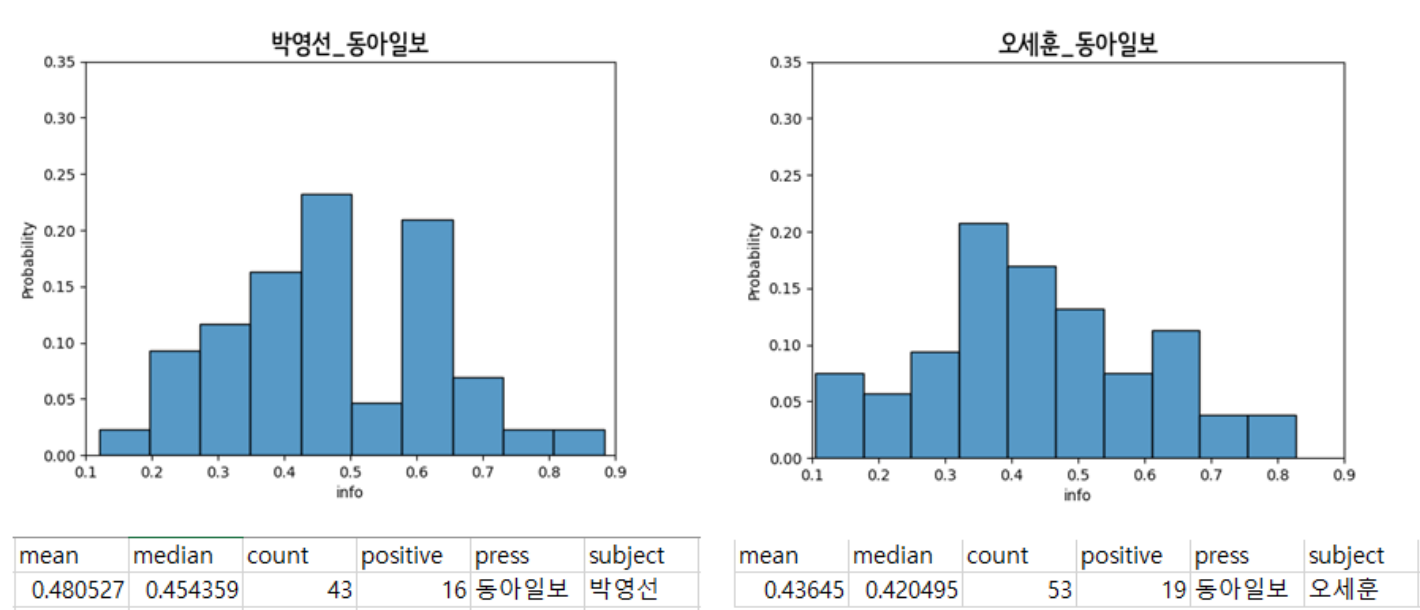 박영선_동아일보
0.35
0.30
0.25
0.20
0.15
0.10
0.05
0.00
Probability
0.1 0.2 0.3 0.4 0.5 0.6 0.7 0.8 0.9
info
mean median count positive press subject
0.480527 0.454359 43 16 동아일보 박영선
오세훈_동아일보
0.35
0.30
0.25
0.20
0.15
0.10
0.05
0.00
Probability
0.1 0.2 0.3 0.4 0.5 0.6 0.7 0.8 0.9
info
mean median count positive press subject
0.43645 0.420495 53 19 동아일보 오세훈